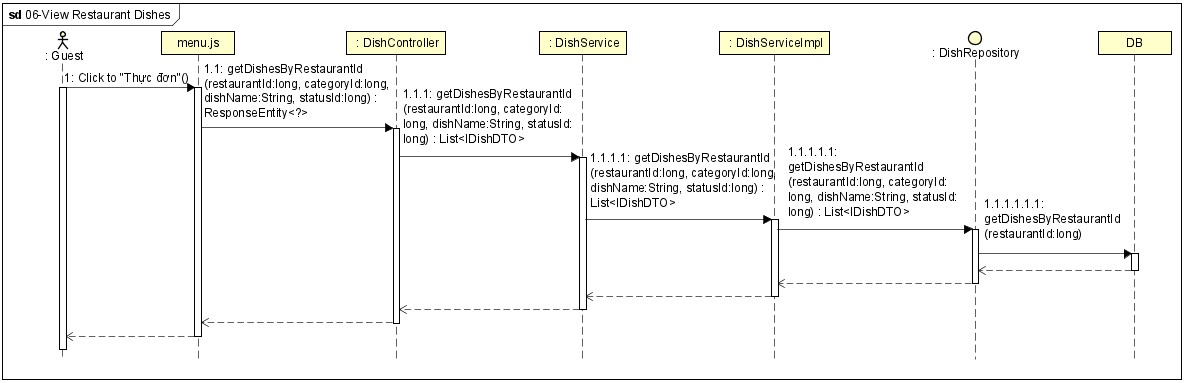 sd 06-View Restaurant Dishes
: Guest
menu.js
: DishController
: DishService
: DishServiceImpl
: DishRepository
DB
1: Click to "Thực đơn"()
1.1: getDishesByRestaurantId
(restaurantId:long, categoryId:long,
dishName:String, statusId:long) :
ResponseEntity<?>
1.1.1: getDishesByRestaurantId
(restaurantId:long, categoryId:
long, dishName:String, statusId:
long) : List<IDishDTO>
1.1.1.1: getDishesByRestaurantId
(restaurantId:long, categoryId:long,
dishName:String, statusId:long) :
List<IDishDTO>
1.1.1.1.1:
getDishesByRestaurantId
(restaurantId:long, categoryId:
long, dishName:String, statusId:
long) : List<IDishDTO>
1.1.1.1.1.1:
getDishesByRestaurantId
(restaurantId:long)